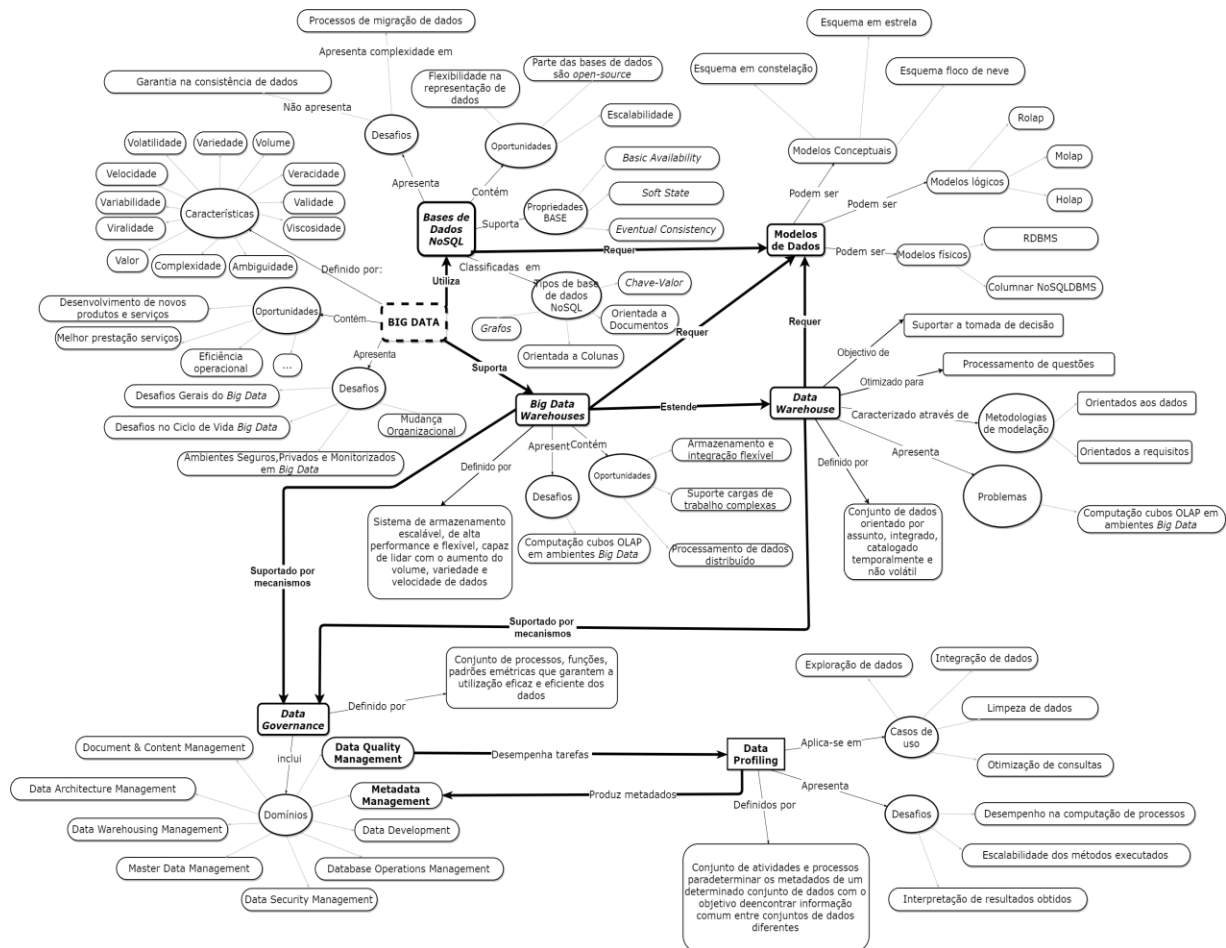 Processos de migração de dados
Esquema em estrela
Apresenta complexidade em
Parte das bases de dados
são open-source
Esquema em constelação
Esquema floco de neve
Garantia na consistência de dados
Flexibilidade na
representação de
dados
Não apresenta
Escalabilidade
Rolap
Desafios
Oportunidades
Modelos Conceptuais
Molap
Volatilidade
Variedade
Volume
Basic Availability
Velocidade
Veracidade
Apresenta
Contém
Podem ser
Modelos lógicos
Holap
Variabilidade
Características
Validade
Soft State
Podem ser
Viralidade
Viscosidade
Bases de
Dados
NoSQL
Suporta
Propriedades
BASE
Eventual Consistency
Modelos
de Dados
RDBMS
Requer
Podem ser
Modelos físicos
Valor
Complexidade
Ambiguidade
Definido por:
Classificadas em
Utiliza
Tipos de base
de dados
NoSQL
Chave-Valor
Columnar NoSQLDBMS
Desenvolvimento de novos
produtos e serviços
Oportunidades
Contém
BIG DATA
Grafos
Orientada a
Documentos
Requer
Requer
Suportar a tomada de decisão
Melhor prestação serviços
Eficiência
operacional
...
Apresenta
Orientada a Colunas
Objectivo de
Processamento de questões
Suporta
Otimizado para
Desafios Gerais do Big Data
Desafios
Big Data
Warehouses
Estende
Data
Warehouse
Caracterizado através de
Metodologias
de modelação
Orientados aos dados
Desafios no Ciclo de Vida Big Data
Mudança
Organizacional
Apresent
Contém
Armazenamento e
integração flexível
Orientados a requisitos
Ambientes Seguros,Privados e Monitorizados
em Big Data
Definido por
Oportunidades
Definido por
Apresenta
Desafios
Suporte cargas de
trabalho complexas
Problemas
Sistema de armazenamento
escalável, de alta
performance e flexível, capaz
de lidar com o aumento do
volume, variedade e
velocidade de dados
Computação cubos OLAP
em ambientes Big Data
Processamento de dados
distribuído
Conjunto de dados
orientado por
assunto, integrado,
catalogado
temporalmente e
não volátil
Computação cubos OLAP em
ambientes Big Data
Suportado por
mecanismos
Suportado por
mecanismos
Conjunto de processos, funções,
padrões emétricas que garantem a
utilização eficaz e eficiente dos
dados
Exploração de dados
Integração de dados
Data
Governance
Definido por
Limpeza de dados
Document & Content Management
inclui
Data Quality
Management
Desempenha tarefas
Data
Profiling
Aplica-se em
Casos de
uso
Otimização de consultas
Data Architecture Management
Metadata
Management
Produz metadados
Apresenta
Definidos por
Domínios
Data Warehousing Management
Data Development
Desafios
Desempenho na computação de processos
Master Data Management
Database Operations Management
Escalabilidade dos métodos executados
Data Security Management
Conjunto de atividades e processos
paradeterminar os metadados de um
determinado conjunto de dados com o
objetivo deencontrar informação
comum entre conjuntos de dados
diferentes
Interpretação de resultados obtidos